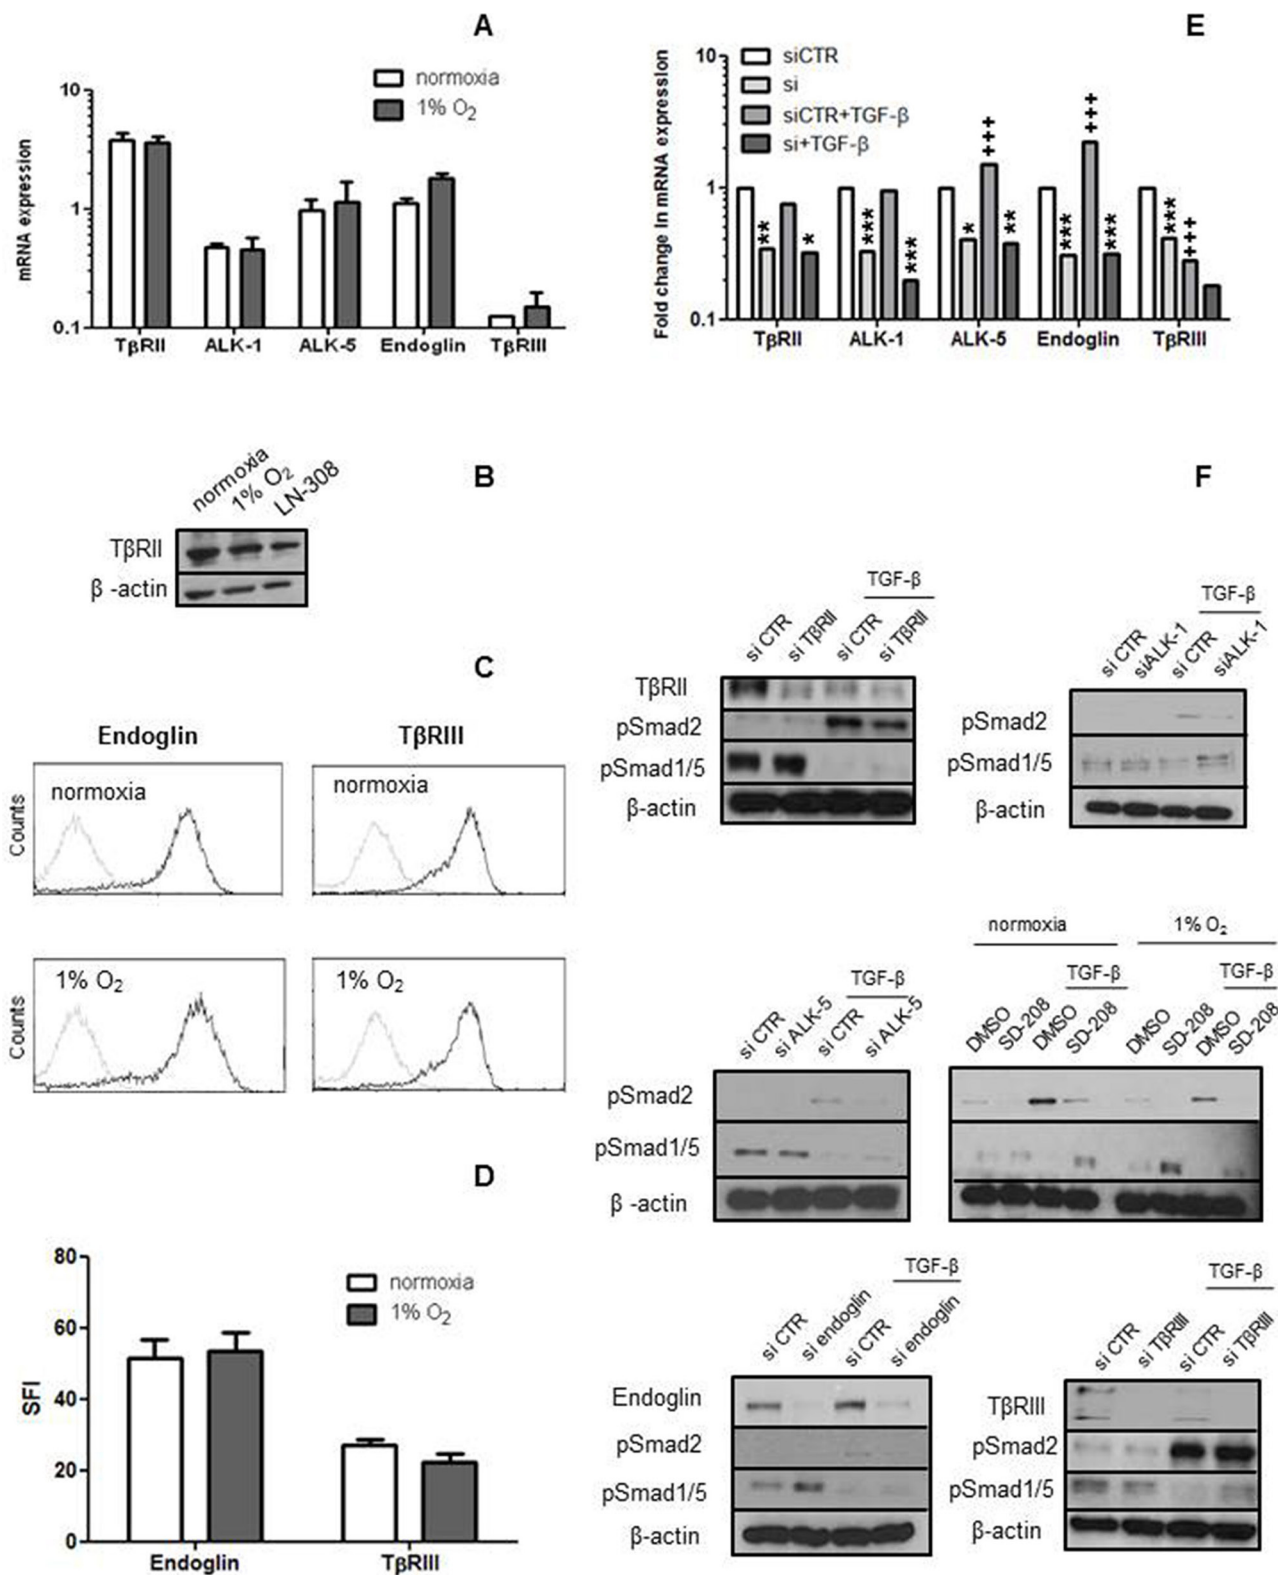 A
normoxia
1% O2
mRNA expression
10
1
0.1
TβRII ALK-1 ALK-5 Endoglin TβRIII
E
siCTR
si
siCTR+TGF-β
si+TGF-β
Fold change in mRNA expression
10
1
0.1
** * *** *** * +++ ** *** +++ *** *** +++
TβRII ALK-1 ALK-5 Endoglin TβRIII
B
normoxia
1% O2
LN-308
TβRII
β -actin
C
Endoglin TβRIII
Counts
normoxia
normoxia
Counts
1% O2
1% O2
D
normoxia
1% O2
SFI
80
60
40
20
0
Endoglin TβRIII
F
TGF-β
si CTR
si TβRII
si CTR
si TβRII
TβRII
pSmad2
pSmad1/5
β-actin
TGF-β
si CTR
siALK-1
si CTR
siALK-1
pSmad2
pSmad1/5
β-actin
TGF-β
si CTR
si ALK-5
si CTR
si ALK-5
pSmad2
pSmad1/5
β -actin
normoxia 1% O2
TGF-β TGF-β
DMSO
SD-208
DMSO
SD-208
DMSO
SD-208
DMSO
SD-208
TGF-β
si CTR
si endoglin
si CTR
si endoglin
Endoglin
pSmad2
pSmad1/5
β-actin
TGF-β
si CTR
si TβRIII
si CTR
si TβRIII
TβRIII
pSmad2
pSmad1/5
β-actin